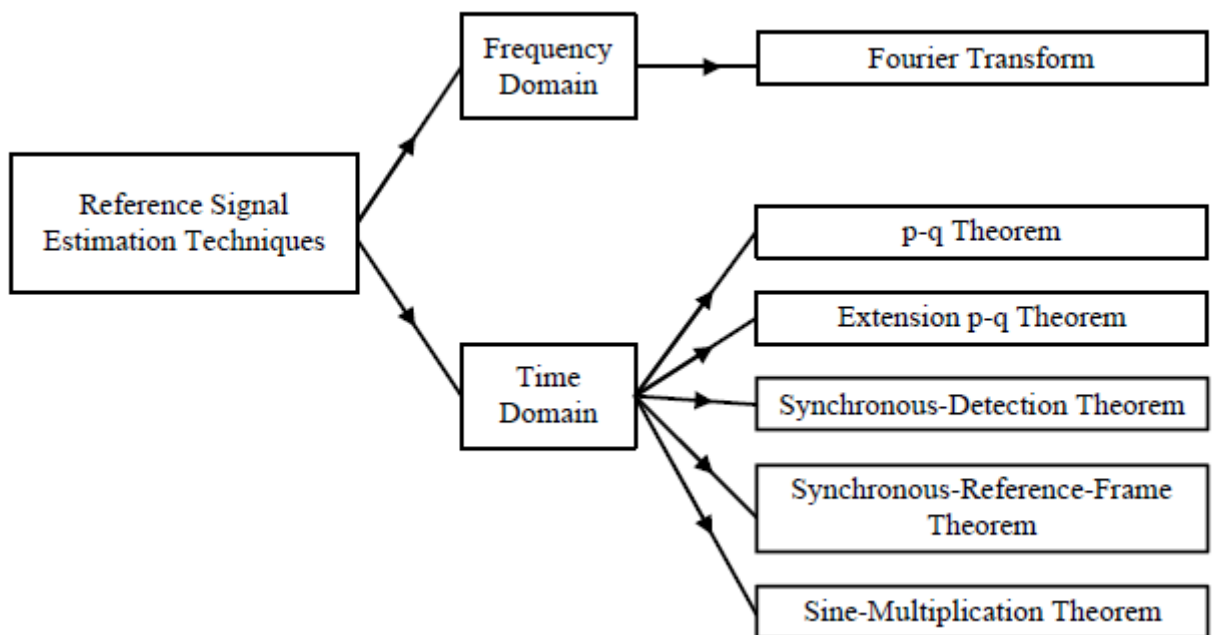 Frequency
Domain
Fourier Transform
Reference Signal
Estimation Techniques
p-q Theorem
Extension p-q Theorem
Time
Domain
Synchronous-Detection Theorem
Synchronous-Reference-Frame
Theorem
Sine-Multiplication Theorem